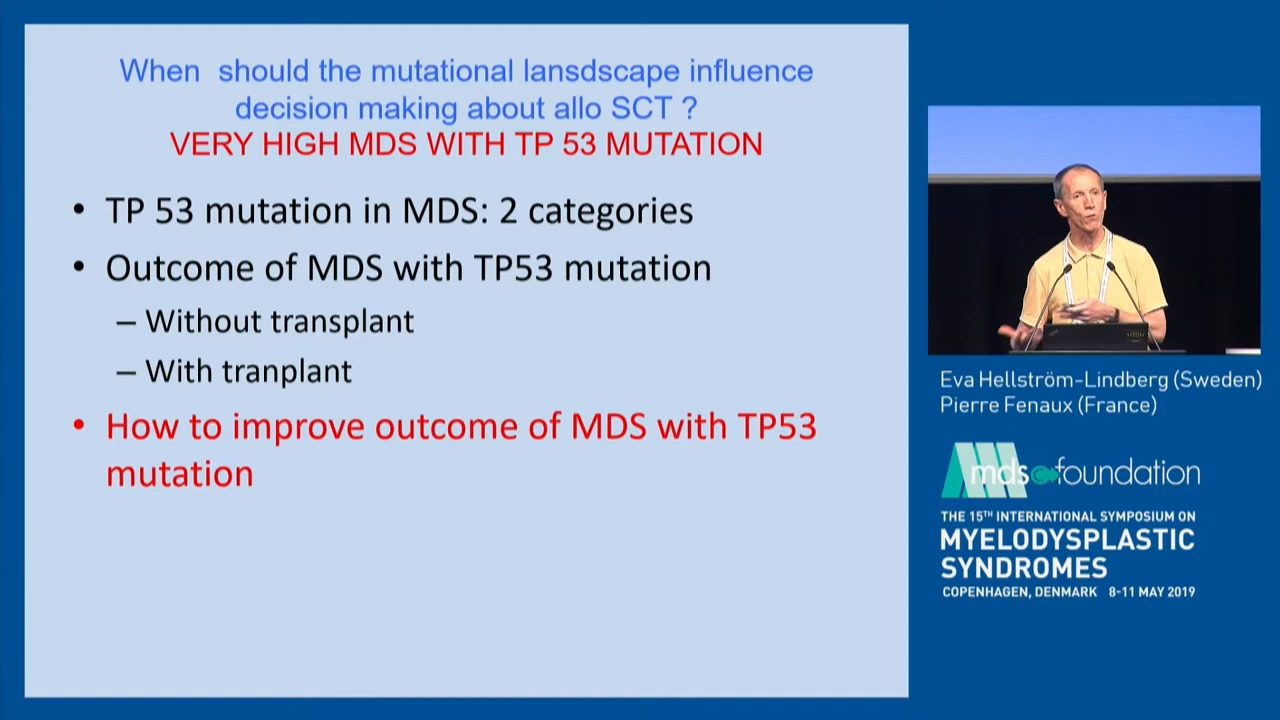 When should the mutational lansdscape influence
decision making about allo SCT ?
VERY HIGH MDS WITH TP 53 MUTATION
• TP 53 mutation in MDS: 2 categories
• Outcome of MDS with TP53 mutation
– Without transplant
– With tranplant
• How to improve outcome of MDS with TP53
mutation
Eva Hellström-Lindberg (Sweden)
Pierre Fenaux (France)
mds foundation
THE 15TH INTERNATIONAL SYMPOSIUM ON
MYELODYSPLASTIC
SYNDROMES
COPENHAGEN, DENMARK 8-11 MAY 2019